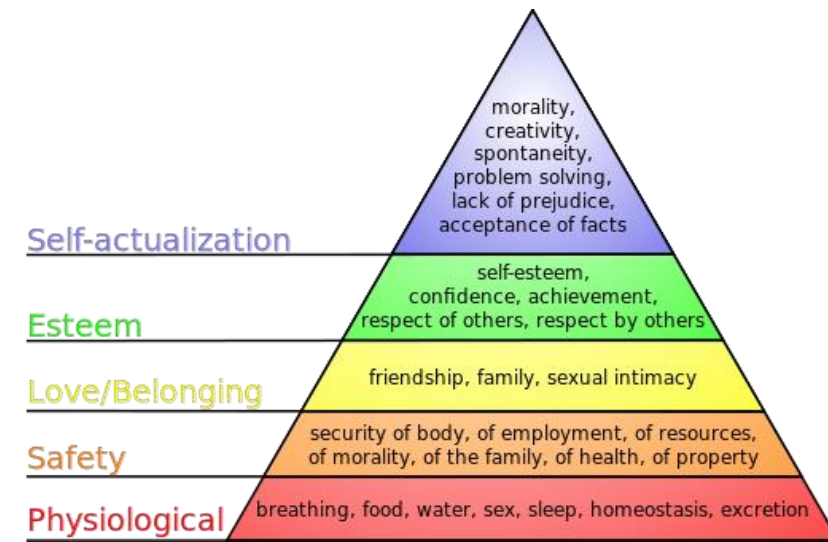 morality,
creativity,
spontaneity,
problem solving,
lack of prejudice,
acceptance of facts
Self-actualization
self-esteem,
confidence, achievement,
respect of others, respect by others
Esteem
friendship, family, sexual intimacy
Love/Belonging
security of body, of employment, of resources,
of morality, of the family, of health, of property
Safety
breathing, food, water, sex, sleep, homeostasis, excretion
Physiological